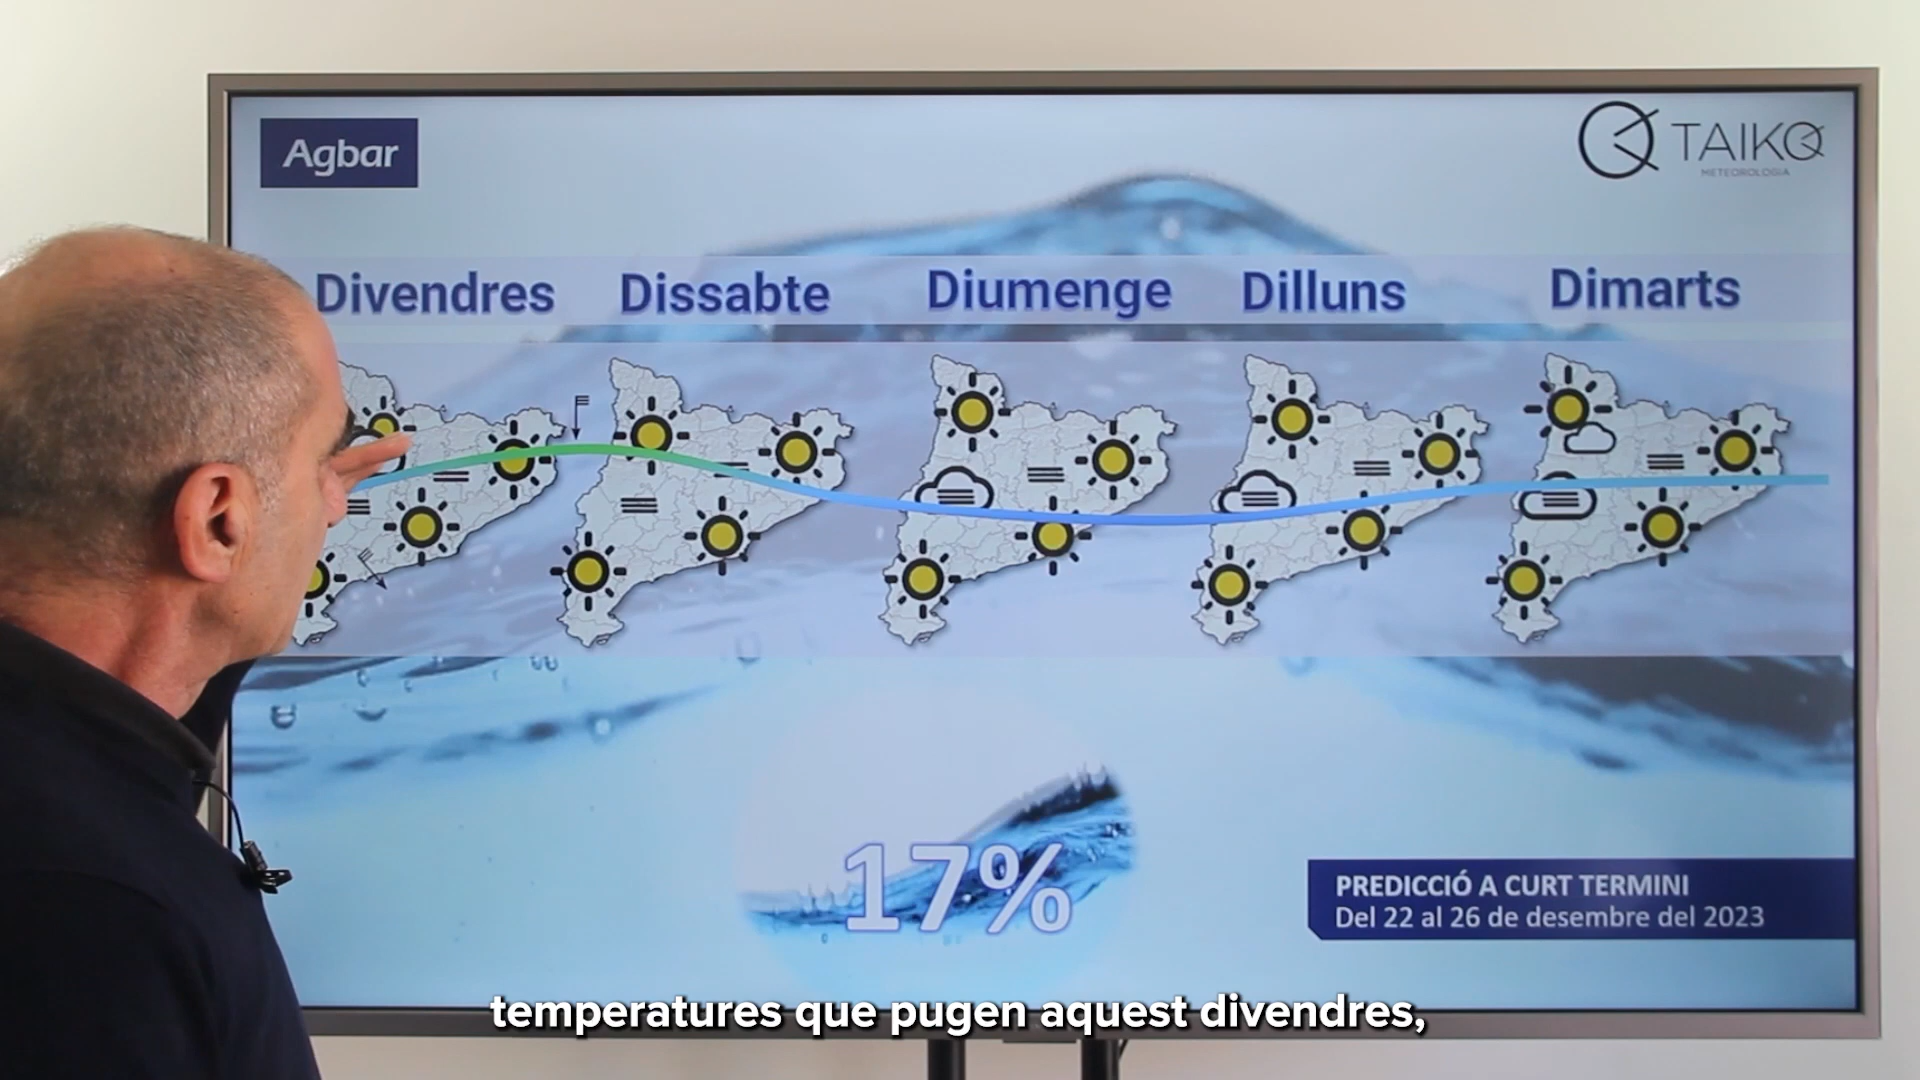 Agbar
TAIKO
METEOROLOGIA
Divendres Dissabte Diumenge Dilluns Dimarts
17%
PREDICCIÓ A CURT TERMINI
Del 22 al 26 de desembre del 2023
temperatures que pugen aquest divendres,